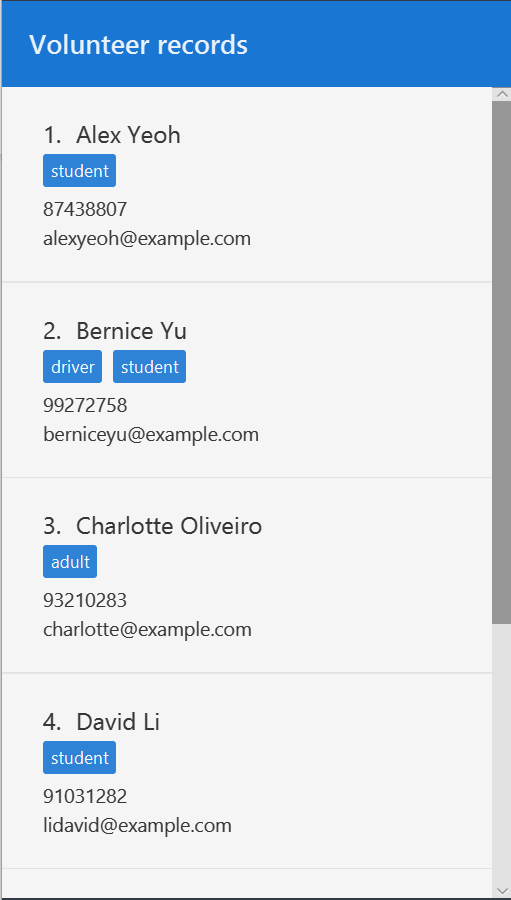 Volunteer records
1. Alex Yeoh
student
87438807
alexyeoh@example.com
2. Bernice Yu
driver student
99272758
berniceyu@example.com
3. Charlotte Oliveiro
adult
93210283
charlotte@example.com
4. David Li
student
91031282
lidavid@example.com